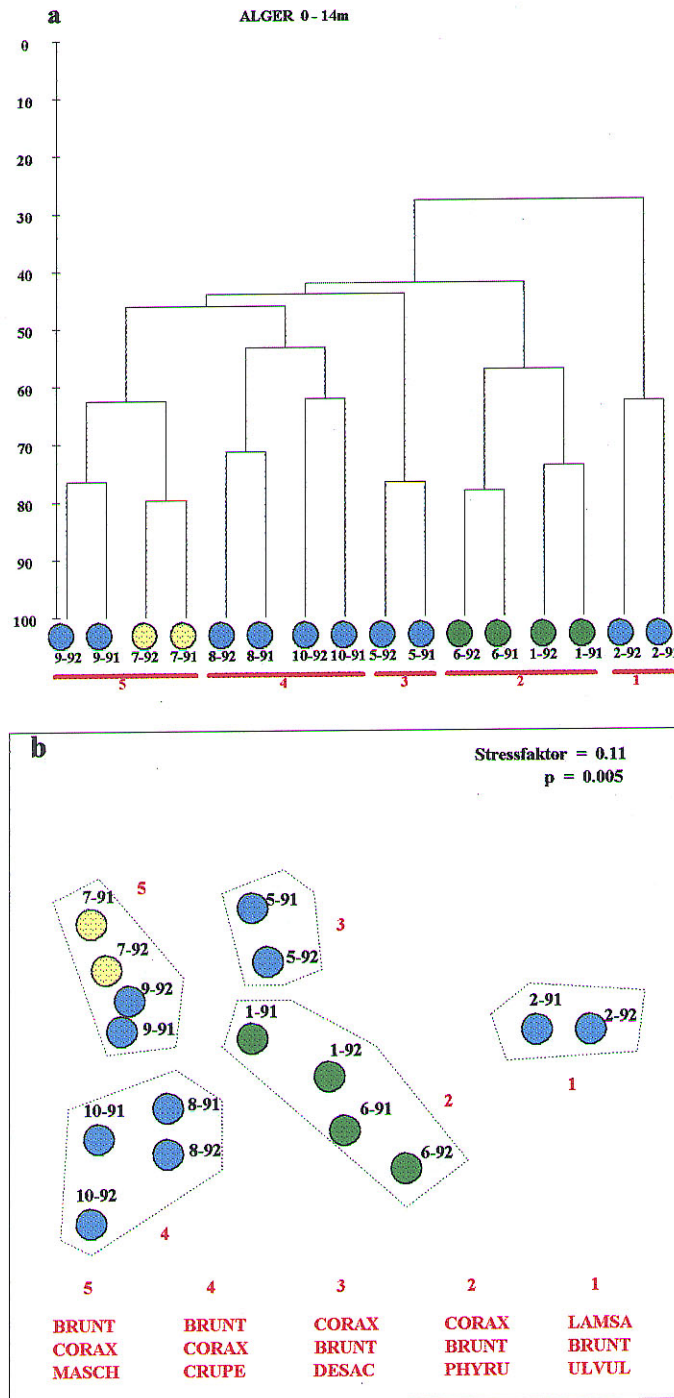 a
ALGER 0-14m
0
10
20
30
40
50
60
70
80
90
100
9-92 9-91 7-92 7-91 8-92 8-91 10-92 10-91 5-92 5-91 6-92 6-91 1-92 1-91 2-92 2-92
5 4 3 2 1
b
Stressfaktor = 0.11
p = 0.005
5
7-91
7-92
9-92
9-91
5-91
3
5-92
1-91
1-92
2
6-91
6-92
2-91
2-92
1
10-91
8-91
8-92
10-92
4
5 4 3 2 1
BRUNT BRUNT CORAX CORAX LAMSA
CORAX CORAX BRUNT BRUNT BRUNT
MASCH CRUPE DESAC PHYRU ULVUL